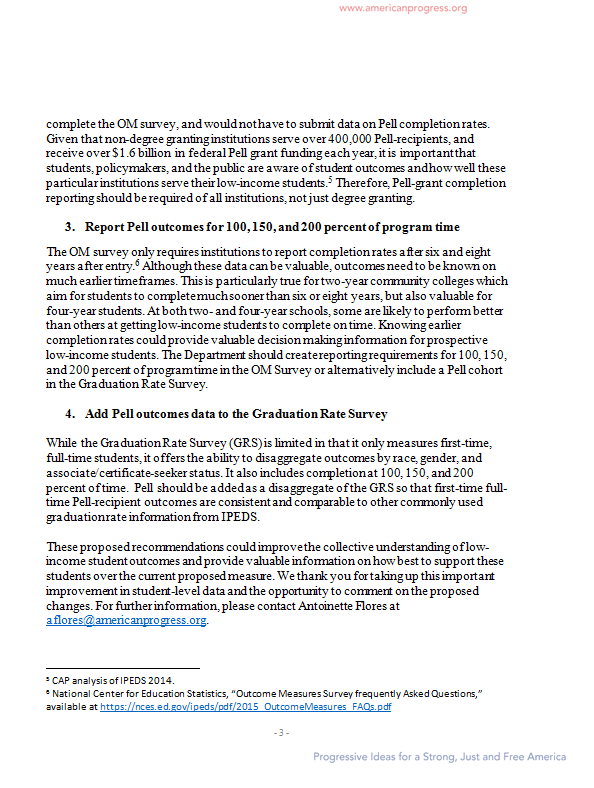 www.americanprogress.org
complete the OM survey, and would not have to submit data on Pell completion rates.
Given that non-degree granting institutions serve over 400,000 Pell-recipients, and
receive over $1.6 billion in federal Pell grant funding each year, it is important that
students, policymakers, and the public are aware of student outcomes and how well these
particular institutions serve their low-income students.⁵ Therefore, Pell-grant completion
reporting should be required of all institutions, not just degree granting.
3. Report Pell outcomes for 100, 150, and 200 percent of program time
The OM survey only requires institutions to report completion rates after six and eight
years after entry.⁶ Although these data can be valuable, outcomes need to be known on
much earlier timeframes. This is particularly true for two-year community colleges which
aim for students to complete much sooner than six or eight years, but also valuable for
four-year students. At both two- and four-year schools, some are likely to perform better
than others at getting low-income students to complete on time. Knowing earlier
completion rates could provide valuable decision making information for prospective
low-income students. The Department should create reporting requirements for 100, 150,
and 200 percent of program time in the OM Survey or alternatively include a Pell cohort
in the Graduation Rate Survey.
4. Add Pell outcomes data to the Graduation Rate Survey
While the Graduation Rate Survey (GRS) is limited in that it only measures first-time,
full-time students, it offers the ability to disaggregate outcomes by race, gender, and
associate/certificate-seeker status. It also includes completion at 100, 150, and 200
percent of time. Pell should be added as a disaggregate of the GRS so that first-time full-
time Pell-recipient outcomes are consistent and comparable to other commonly used
graduation rate information from IPEDS.
These proposed recommendations could improve the collective understanding of low-
income student outcomes and provide valuable information on how best to support these
students over the current proposed measure. We thank you for taking up this important
improvement in student-level data and the opportunity to comment on the proposed
changes. For further information, please contact Antoinette Flores at
aflores@americanprogress.org.
⁵ CAP analysis of IPEDS 2014.
⁶ National Center for Education Statistics, “Outcome Measures Survey frequently Asked Questions,”
available at https://nces.ed.gov/ipeds/pdf/2015_OutcomeMeasures_FAQs.pdf
- 3 -
Progressive Ideas for a Strong, Just and Free America